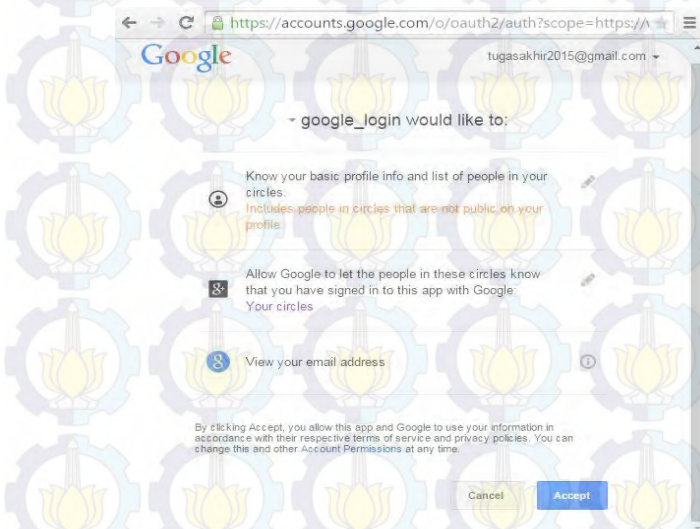 https://accounts.google.com/o/oauth2/auth?scope=https://
Google
tugasakhir2015@gmail.com
google_login would like to:
Know your basic profile info and list of people in your
circles.
Includes people in circles that are not public on your
profile.
8+
Allow Google to let the people in these circles know
that you have signed in to this app with Google:
Your circles
8
View your email address
By clicking Accept, you allow this app and Google to use your information in
accordance with their respective terms of service and privacy policies. You can
change this and other Account Permissions at any time.
Cancel
Accept